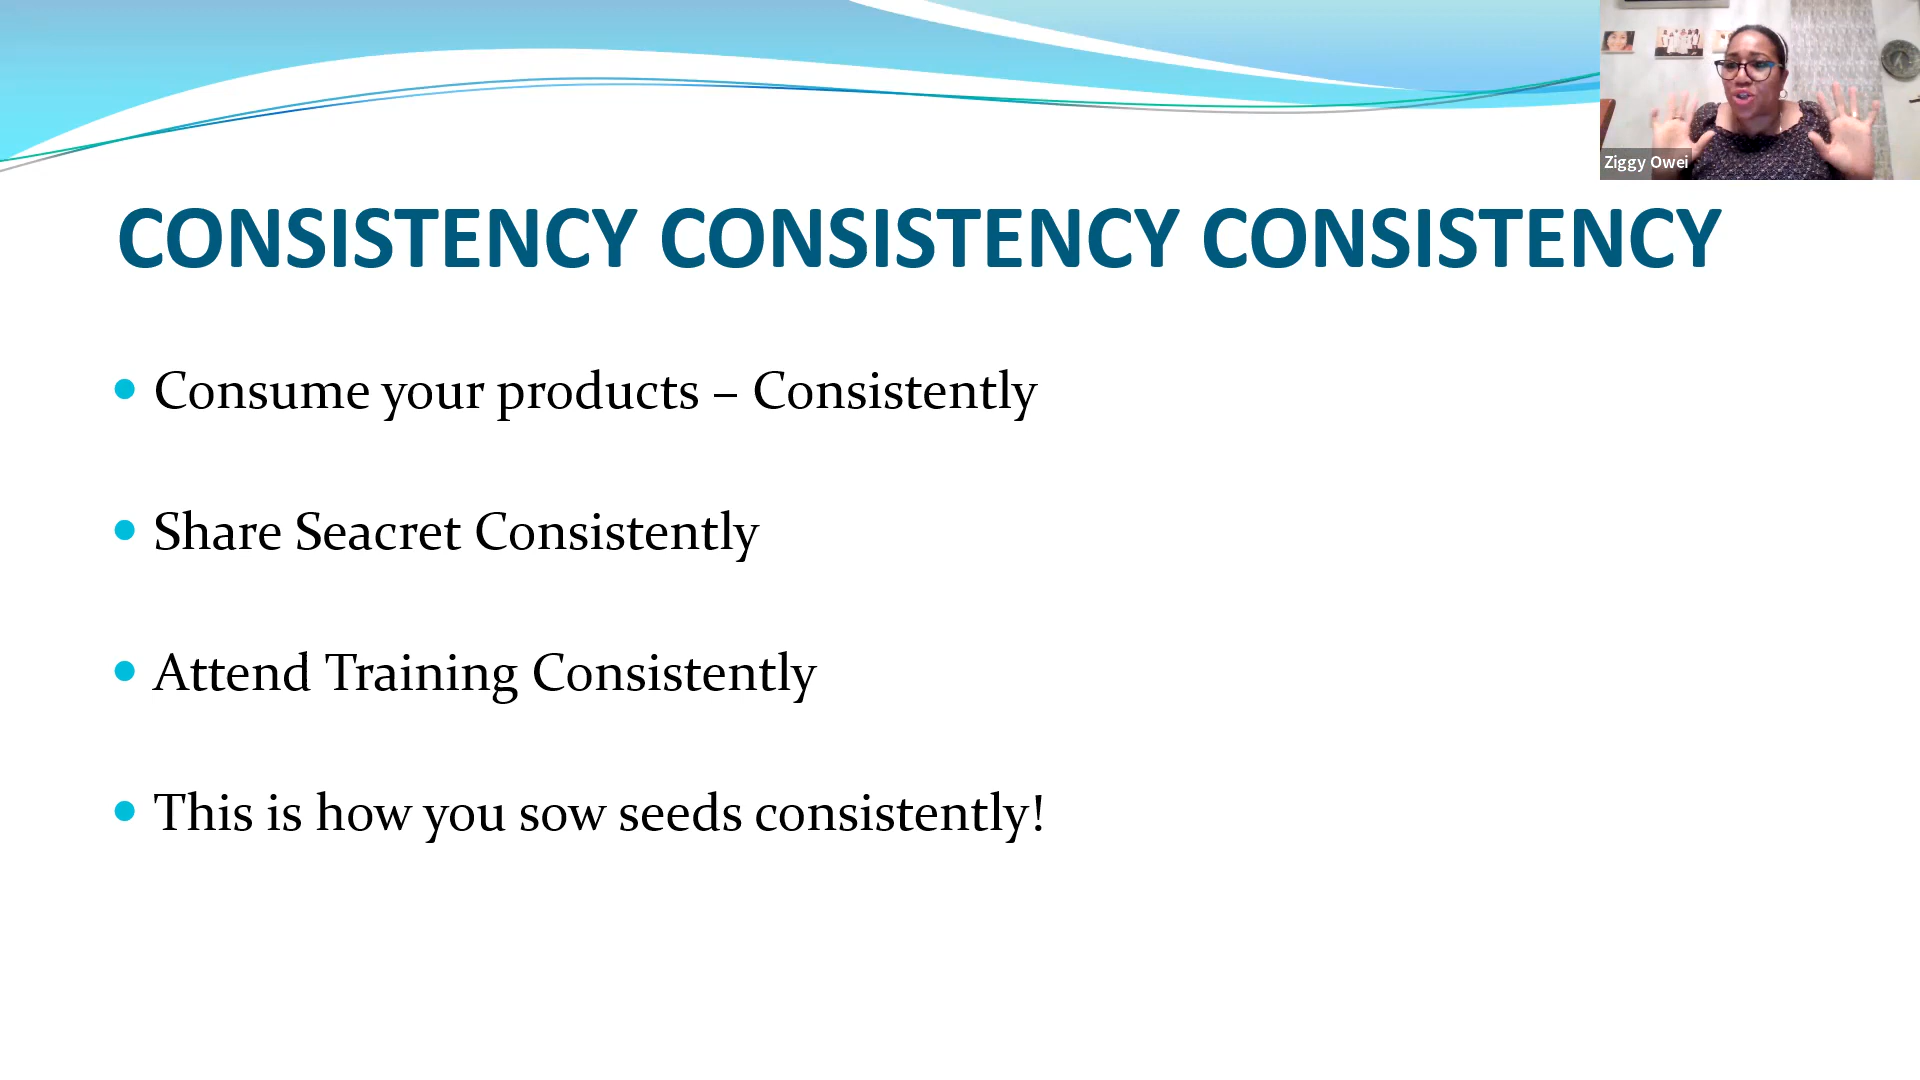 Ziggy Owei
CONSISTENCY CONSISTENCY CONSISTENCY
• Consume your products – Consistently
• Share Seacret Consistently
• Attend Training Consistently
• This is how you sow seeds consistently!